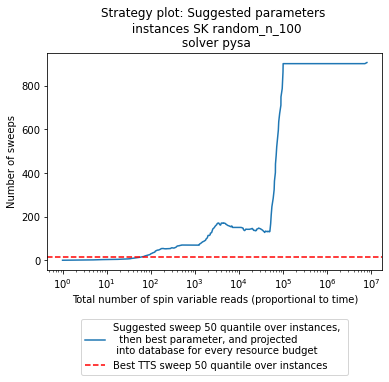 Strategy plot: Suggested parameters
instances SK random_n_100
solver pysa
Number of sweeps
800
600
400
200
0
10^0 10^1 10^2 10^3 10^4 10^5 10^6 10^7
Total number of spin variable reads (proportional to time)
Suggested sweep 50 quantile over instances,
then best parameter, and projected
into database for every resource budget
Best TTS sweep 50 quantile over instances